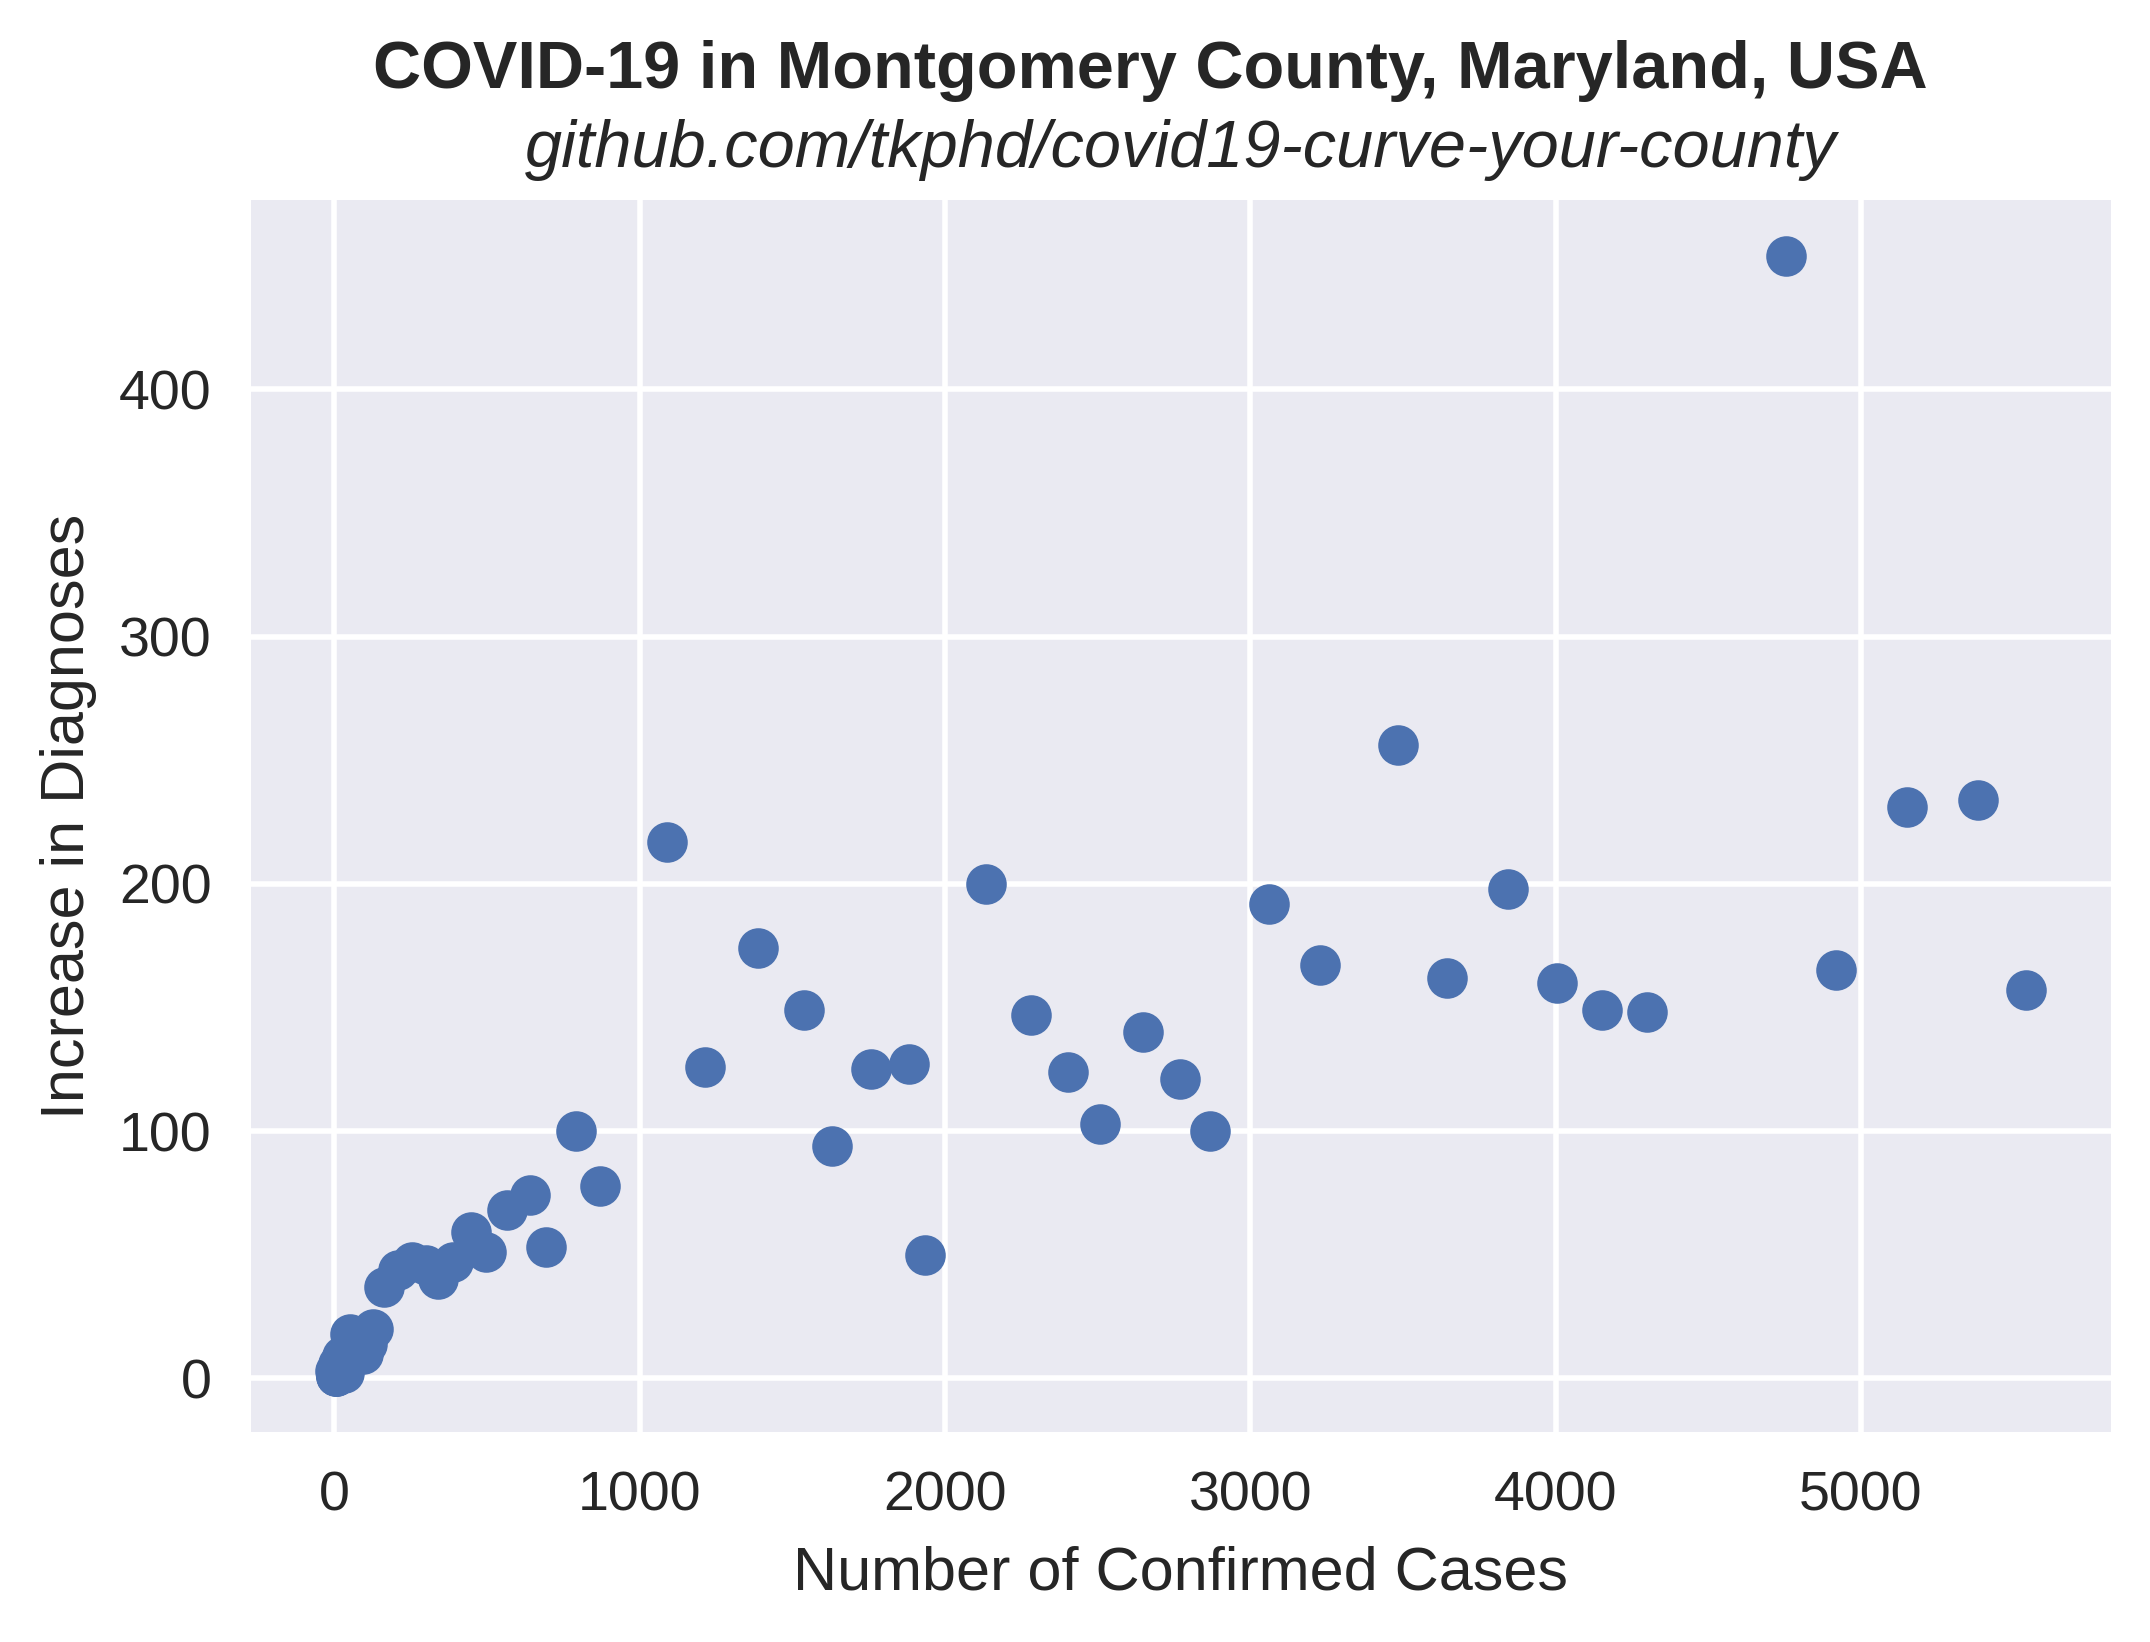 COVID-19 in Montgomery County, Maryland, USA
github.com/tkphd/covid19-curve-your-county
Increase in Diagnoses
400
300
200
100
0
0 1000 2000 3000 4000 5000
Number of Confirmed Cases